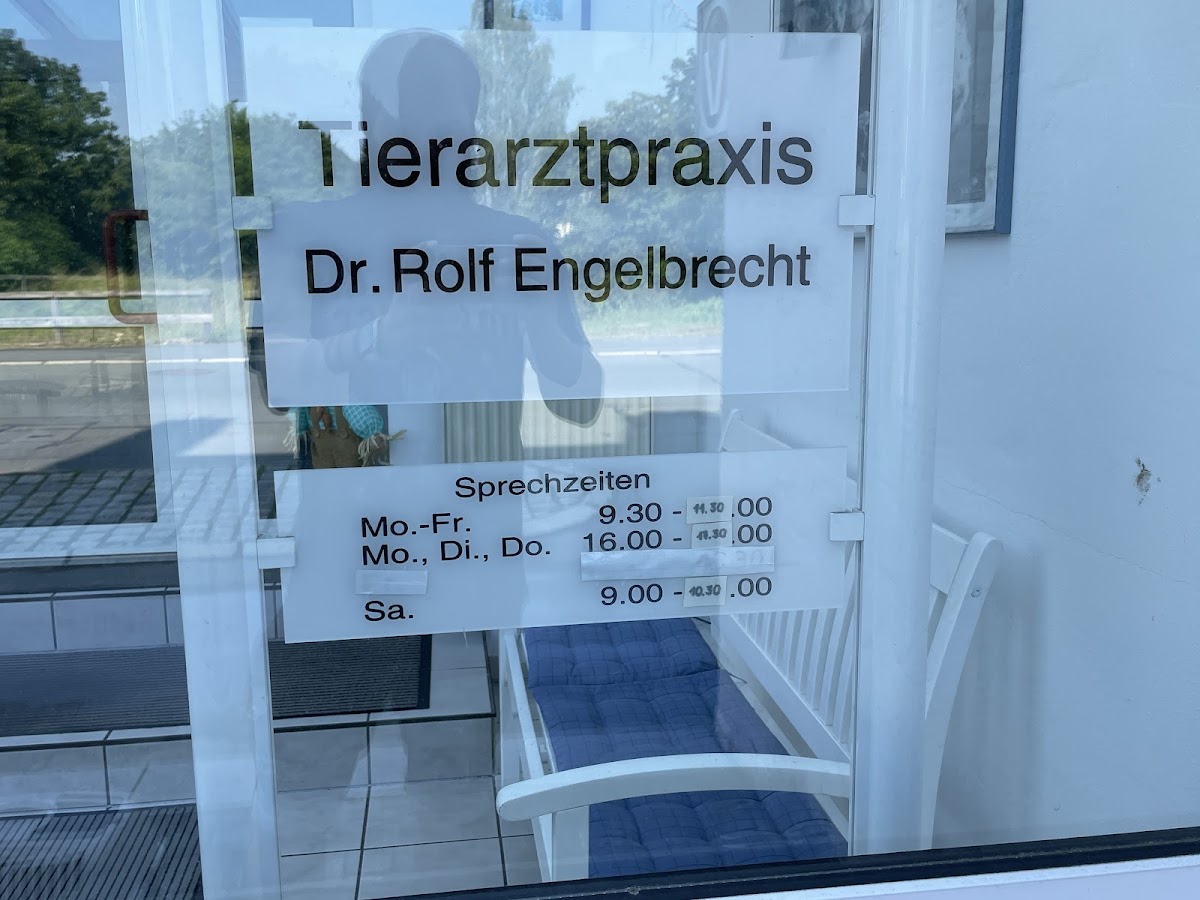 Tierarztpraxis
Dr. Rolf Engelbrecht
Sprechzeiten
Mo.-Fr. 9.30 - 11.30 .00
Mo., Di., Do. 16.00 - 17.30 .00
Sa. 9.00 - 10.30 .00